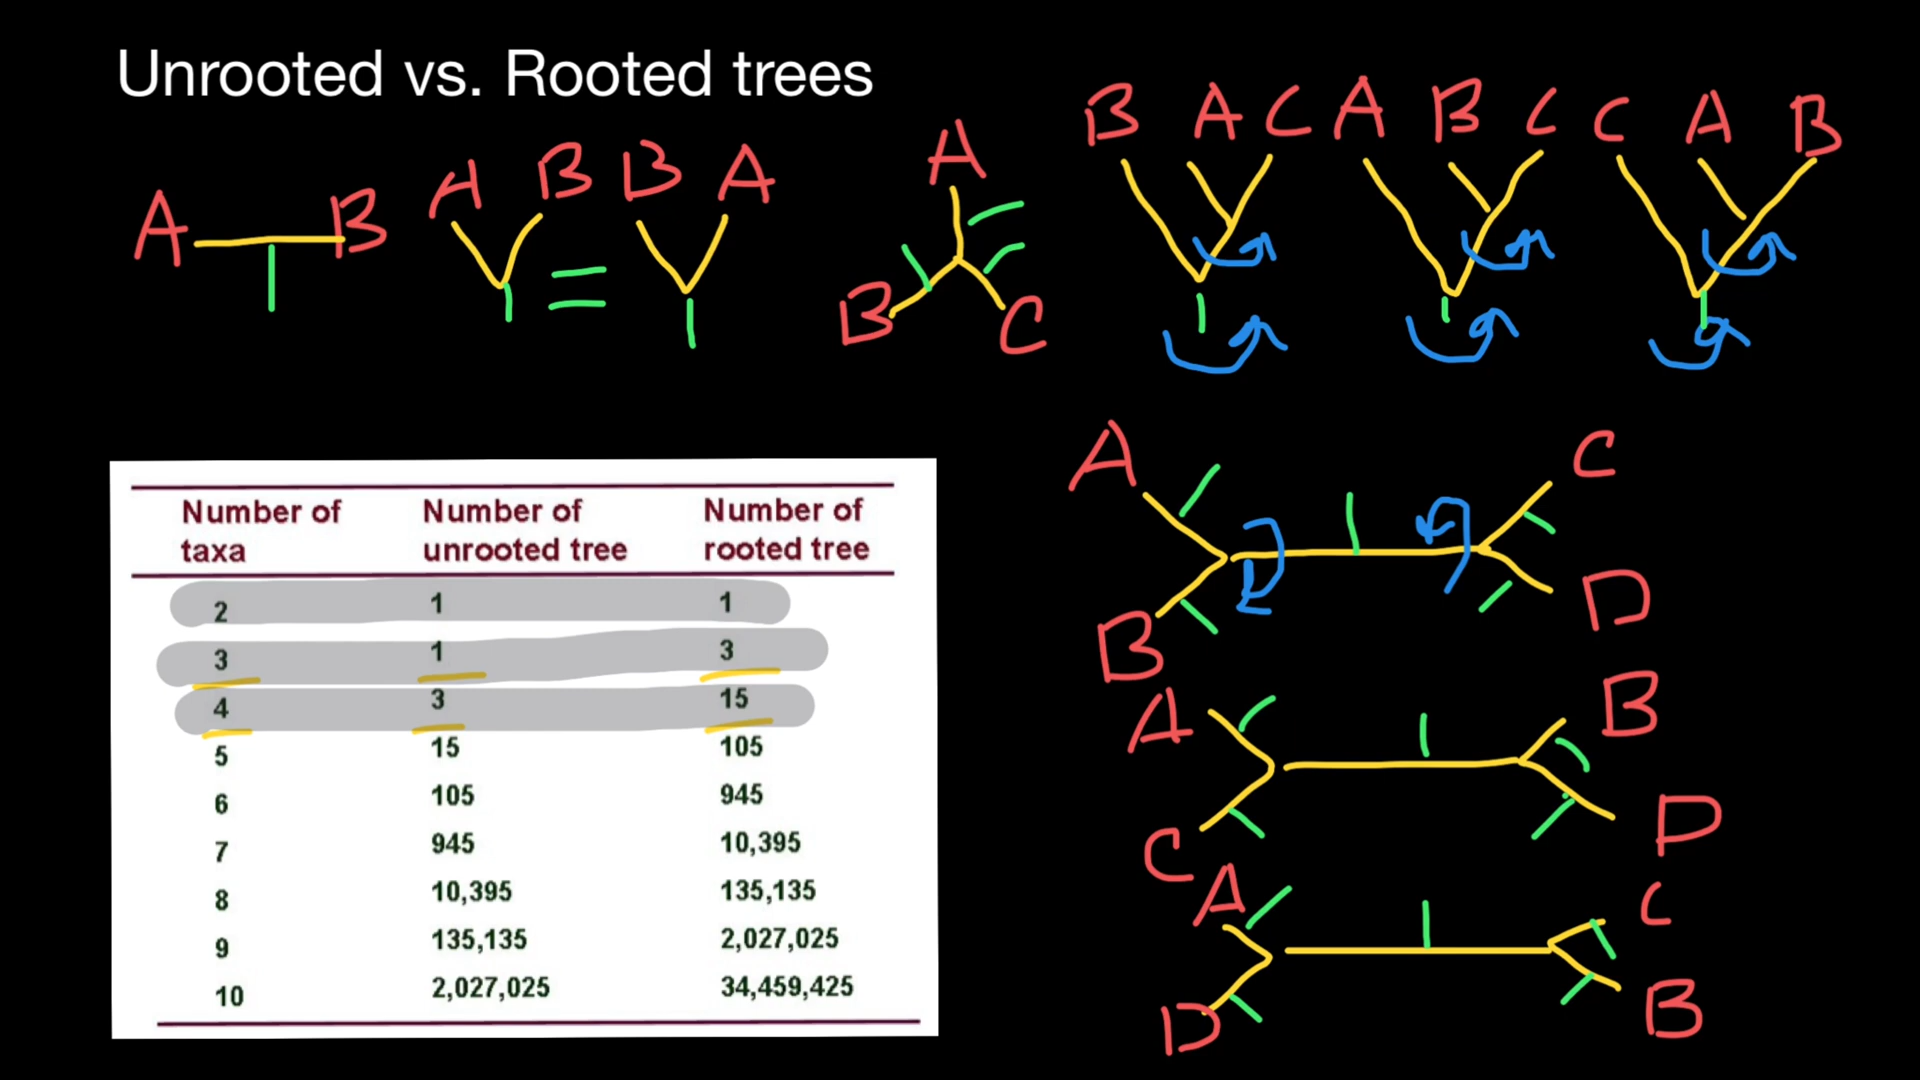 Unrooted vs. Rooted trees
A B
A B = B A
A
B C
B A C
A B C
C A B
Number of taxa Number of unrooted tree Number of rooted tree
2 1 1
3 1 3
4 3 15
5 15 105
6 105 945
7 945 10,395
8 10,395 135,135
9 135,135 2,027,025
10 2,027,025 34,459,425
A C
B D
A B
C D
A C
D B